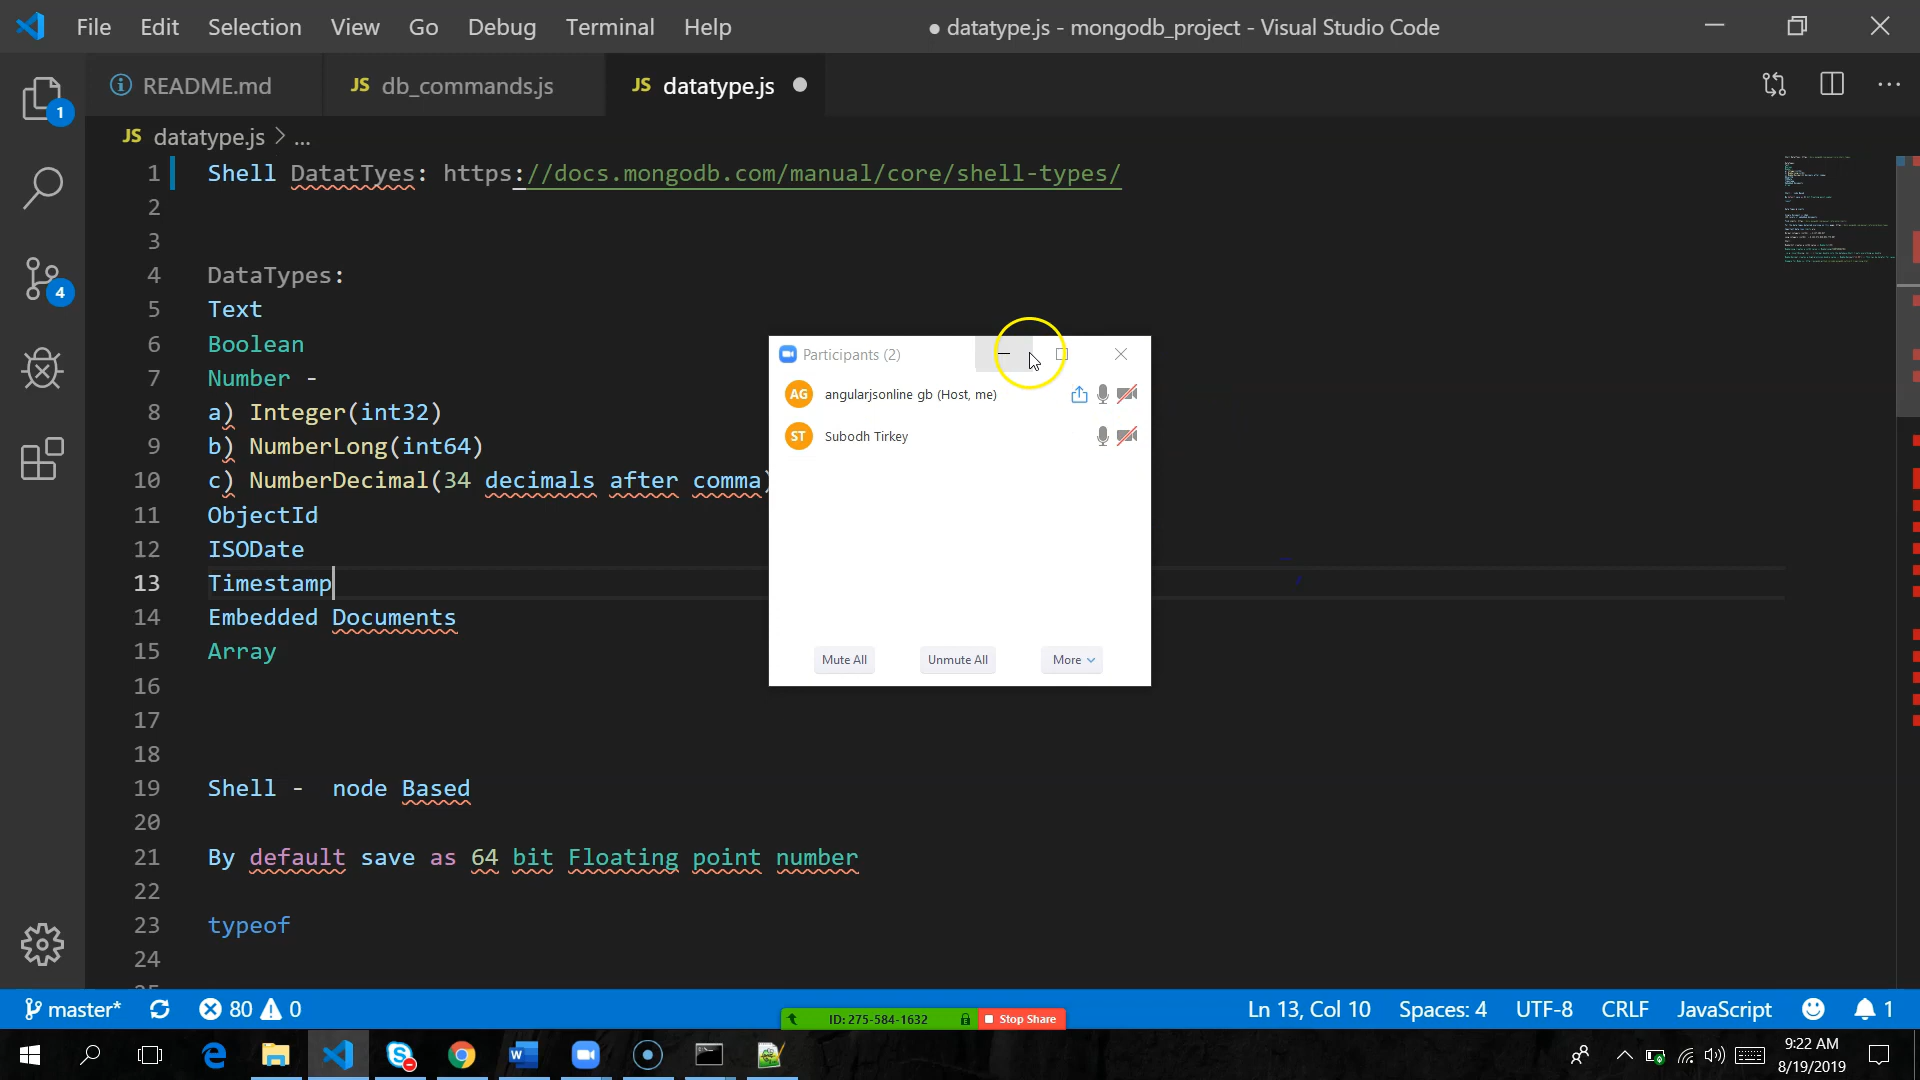 File Edit Selection View Go Debug Terminal Help
● datatype.js - mongodb_project - Visual Studio Code
README.md
JS db_commands.js
JS datatype.js
JS datatype.js > ...
1 Shell DatatTyes: https://docs.mongodb.com/manual/core/shell-types/
2
3
4 DataTypes:
5 Text
6 Boolean
7 Number -
8 a) Integer(int32)
9 b) NumberLong(int64)
10 c) NumberDecimal(34 decimals after comma)
11 ObjectId
12 ISODate
13 Timestamp
14 Embedded Documents
15 Array
16
17
18
19 Shell - node Based
20
21 By default save as 64 bit Floating point number
22
23 typeof
24
1
4
Participants (2)
AG angularjsonline gb (Host, me)
ST Subodh Tirkey
Mute All Unmute All More
master* 80 0
Ln 13, Col 10 Spaces: 4 UTF-8 CRLF JavaScript 1
ID: 275-584-1632 Stop Share
9:22 AM
8/19/2019